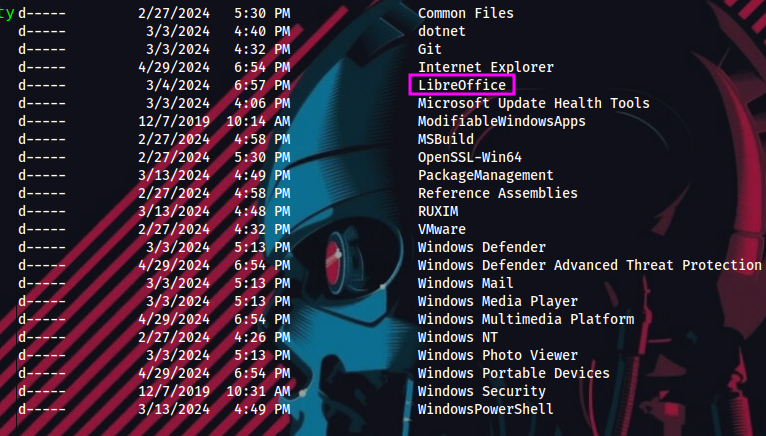 ty d-----         2/27/2024   5:30 PM                Common Files
d-----          3/3/2024   4:40 PM                dotnet
d-----          3/3/2024   4:32 PM                Git
d-----         4/29/2024   6:54 PM                Internet Explorer
d-----          3/4/2024   6:57 PM                LibreOffice
d-----          3/3/2024   4:06 PM                Microsoft Update Health Tools
d-----         12/7/2019  10:14 AM                ModifiableWindowsApps
d-----         2/27/2024   4:58 PM                MSBuild
d-----         2/27/2024   5:30 PM                OpenSSL-Win64
d-----         3/13/2024   4:49 PM                PackageManagement
d-----         2/27/2024   4:58 PM                Reference Assemblies
d-----         3/13/2024   4:48 PM                RUXIM
d-----         2/27/2024   4:32 PM                VMware
d-----          3/3/2024   5:13 PM                Windows Defender
d-----         4/29/2024   6:54 PM                Windows Defender Advanced Threat Protection
d-----          3/3/2024   5:13 PM                Windows Mail
d-----          3/3/2024   5:13 PM                Windows Media Player
d-----         4/29/2024   6:54 PM                Windows Multimedia Platform
d-----         2/27/2024   4:26 PM                Windows NT
d-----          3/3/2024   5:13 PM                Windows Photo Viewer
d-----         4/29/2024   6:54 PM                Windows Portable Devices
d-----         12/7/2019  10:31 AM                Windows Security
d-----         3/13/2024   4:49 PM                WindowsPowerShell